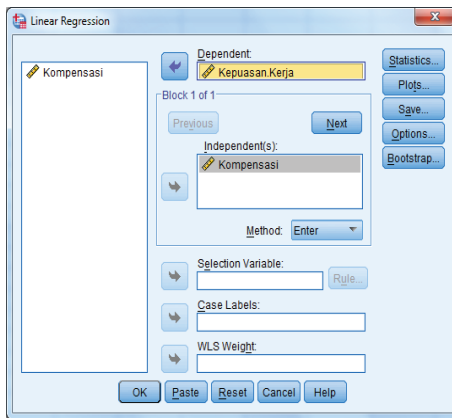 Linear Regression
Kompensasi
Dependent:
Kepuasan.Kerja
Block 1 of 1
Previous
Next
Independent(s):
Kompensasi
Method: Enter
Selection Variable:
Rule...
Case Labels:
WLS Weight:
Statistics...
Plots...
Save...
Options...
Bootstrap...
OK Paste Reset Cancel Help